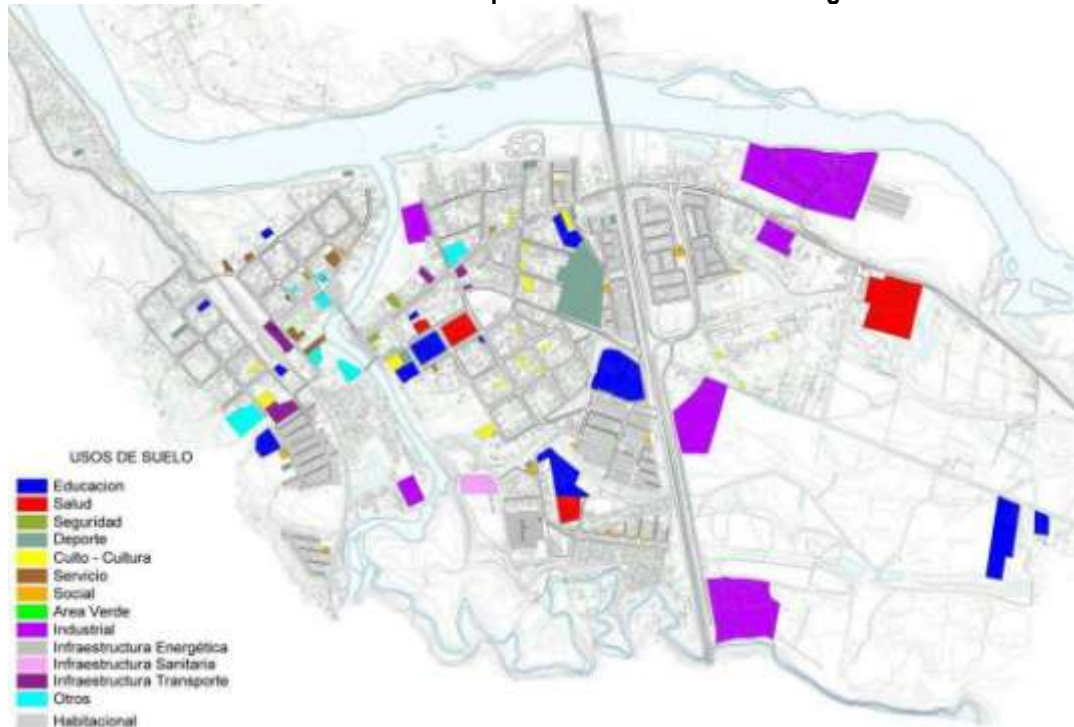 USOS DE SUELO
Educacion
Salud
Seguridad
Deporte
Culto - Cultura
Servicio
Social
Area Verde
Industrial
Infraestructura Energética
Infraestructura Sanitaria
Infraestructura Transporte
Otros
Habitacional